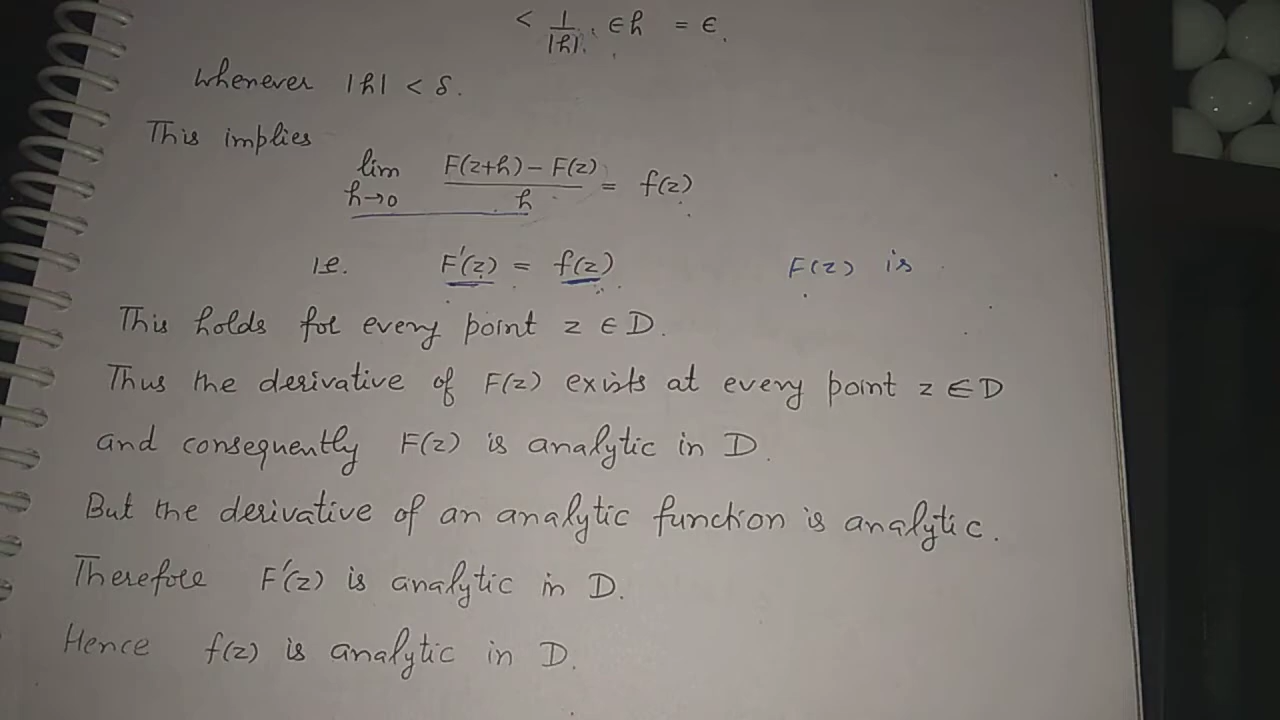 < 1/|h| . ∈h = ∈.
Whenever |h| < δ.
This implies
lim h→0 F(z+h) − F(z) / h = f(z)
ie. F'(z) = f(z) F(z) is
This holds for every point z ∈ D.
Thus the derivative of F(z) exists at every point z ∈ D
and consequently F(z) is analytic in D.
But the derivative of an analytic function is analytic.
Therefore F'(z) is analytic in D.
Hence f(z) is analytic in D.